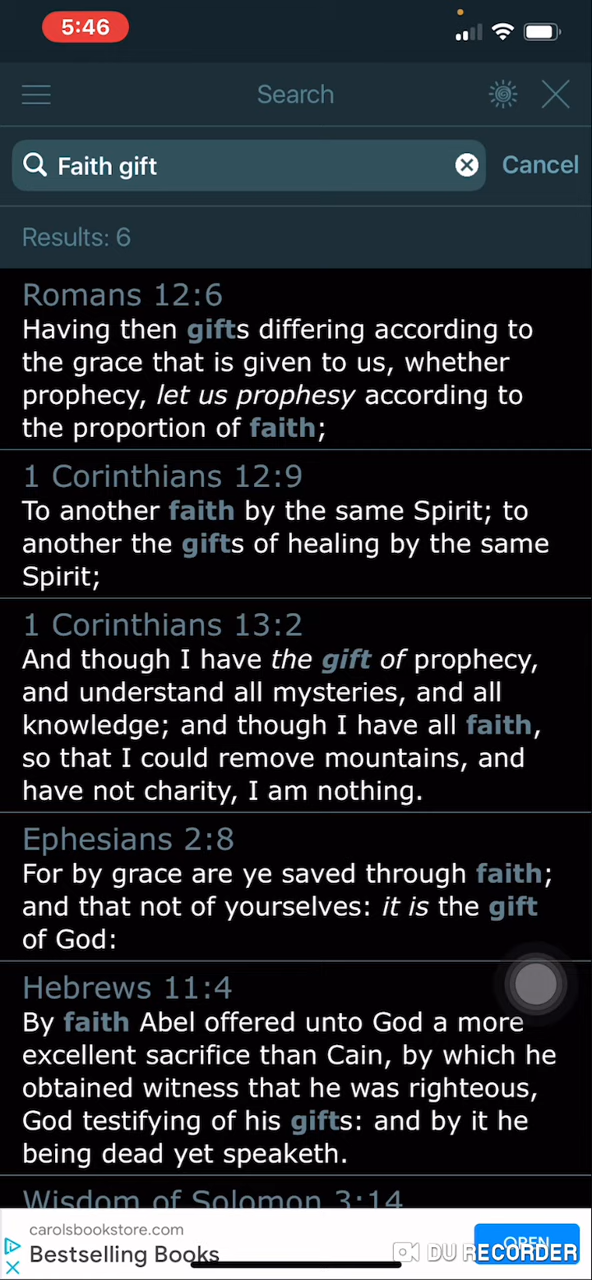 5:46
Search
Faith gift
Cancel
Results: 6
Romans 12:6
Having then gifts differing according to
the grace that is given to us, whether
prophecy, let us prophesy according to
the proportion of faith;
1 Corinthians 12:9
To another faith by the same Spirit; to
another the gifts of healing by the same
Spirit;
1 Corinthians 13:2
And though I have the gift of prophecy,
and understand all mysteries, and all
knowledge; and though I have all faith,
so that I could remove mountains, and
have not charity, I am nothing.
Ephesians 2:8
For by grace are ye saved through faith;
and that not of yourselves: it is the gift
of God:
Hebrews 11:4
By faith Abel offered unto God a more
excellent sacrifice than Cain, by which he
obtained witness that he was righteous,
God testifying of his gifts: and by it he
being dead yet speaketh.
Wisdom of Solomon 3:14
carolsbookstore.com
Bestselling Books
OPEN
DU RECORDER